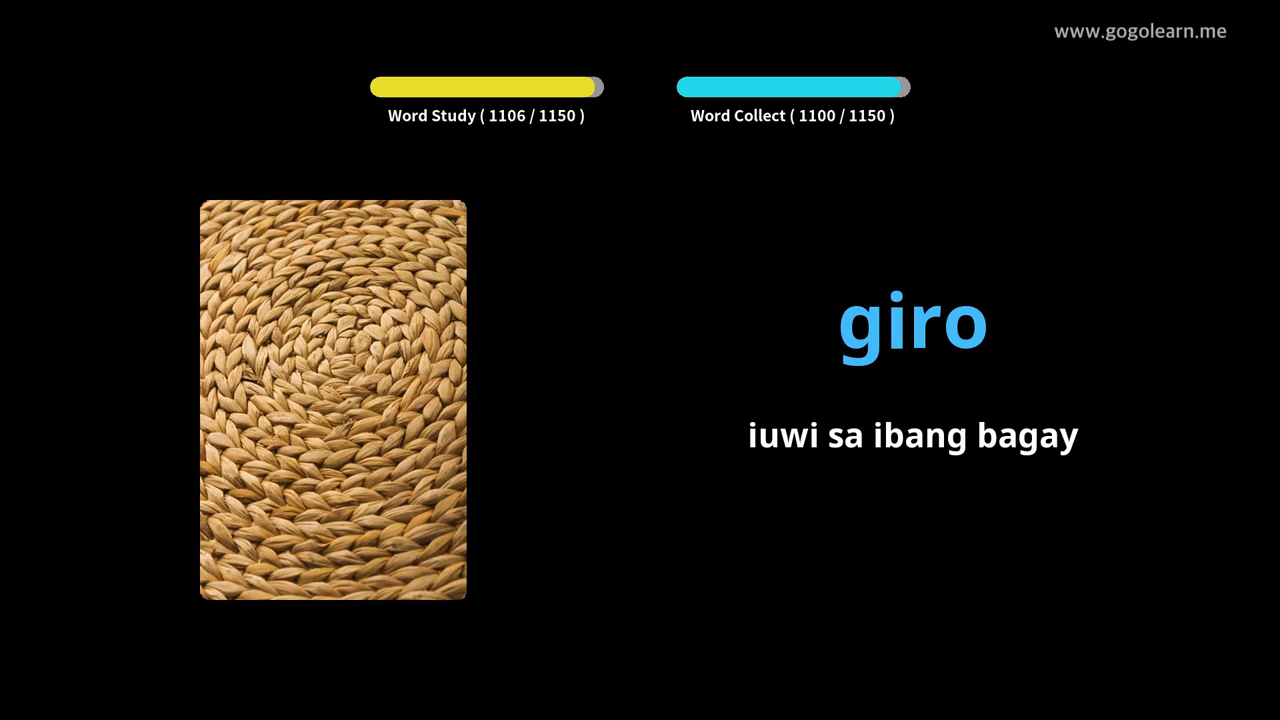 www.gogolearn.me
Word Study ( 1106 / 1150 )
Word Collect ( 1100 / 1150 )
giro
iuwi sa ibang bagay